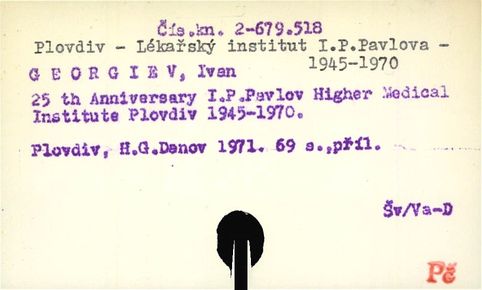 Čís.kn. 2-679.518
Plovdiv - Lékařský institut I.P.Pavlova -
1945-1970
G E O R G I E V, Ivan
25 th Anniversary I.P.Pavlov Higher Medical
Institute Plovdiv 1945-1970.
Plovdiv, H.G.Danov 1971. 69 s.,příl.
Šv/Va-D
Pč